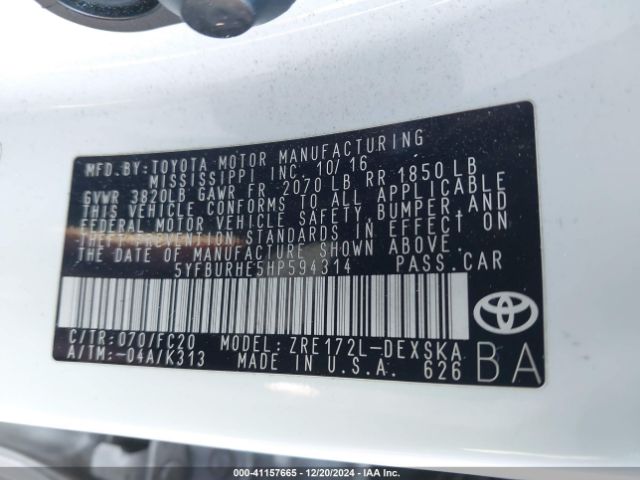 MFD. BY: TOYOTA MOTOR MANUFACTURING
MISSISSIPPI INC. 10/16
GVWR 3820LB GAWR FR 2070 LB RR 1850 LB
THIS VEHICLE CONFORMS TO ALL APPLICABLE
FEDERAL MOTOR VEHICLE SAFETY, BUMPER, AND
THEFT PREVENTION STANDARDS IN EFFECT ON
THE DATE OF MANUFACTURE SHOWN ABOVE.
5YFBURHE5HP594314 PASS. CAR
C/TR: 070/FC20 MODEL: ZRE172L-DEXSKA
A/TM: -04A/K313 MADE IN U.S.A. 626
BA
000-41157665 - 12/20/2024 - IAA